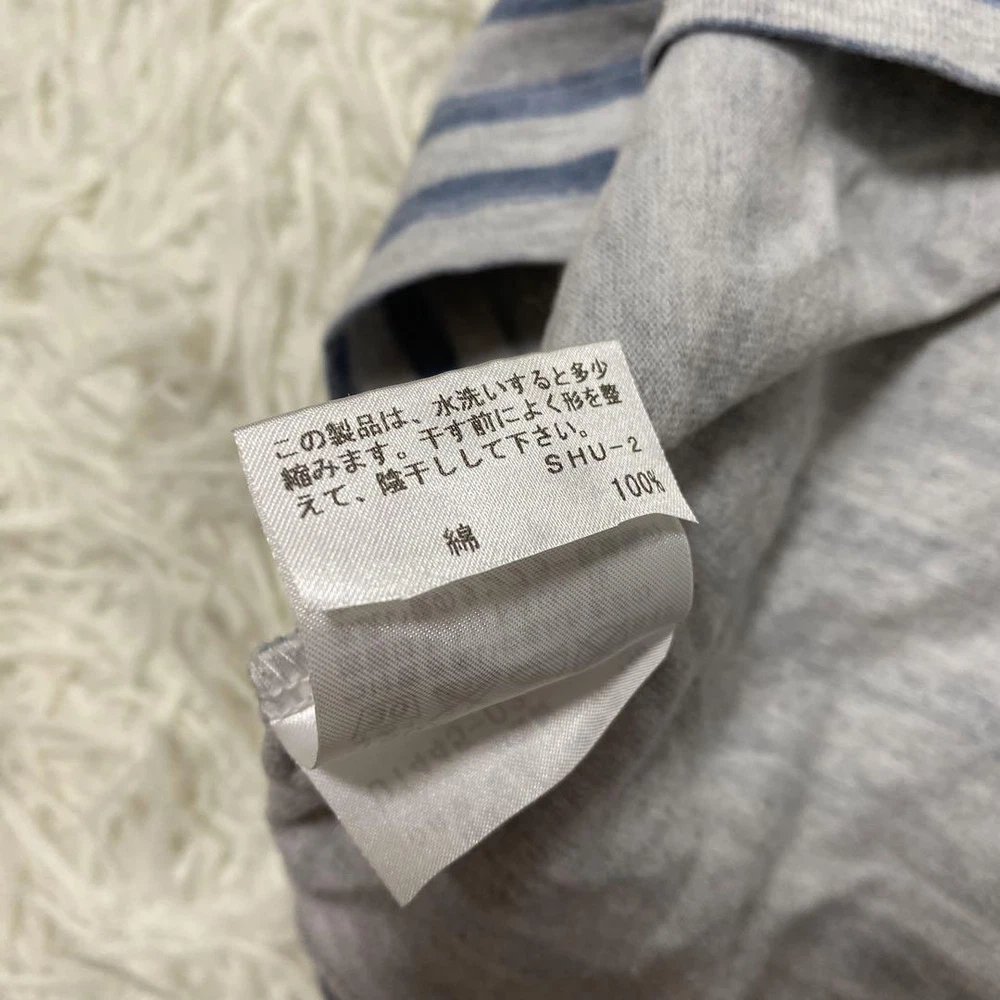 この製品は、水洗いすると多少
縮みます。干す前によく形を整
えて、陰干しして下さい。
SHU-2
綿 100%